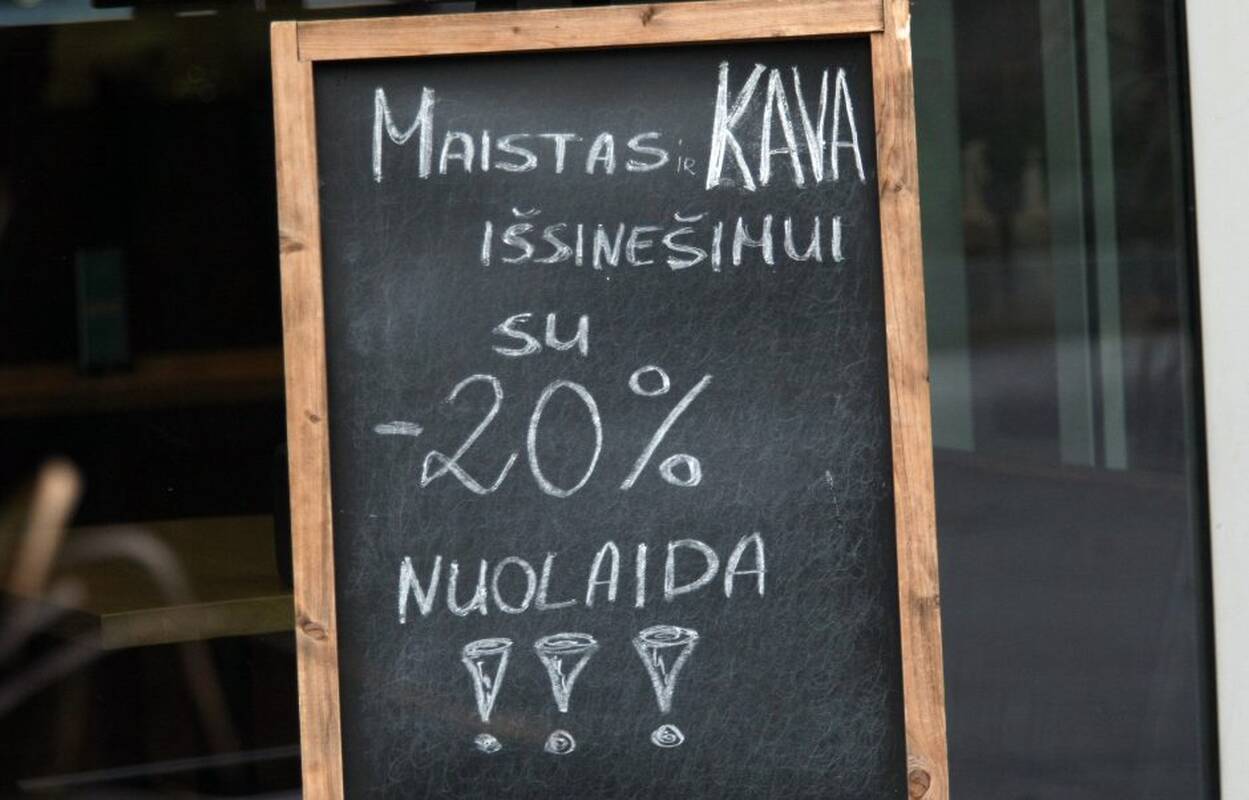 MAISTAS IR KAVA
IŠSINEŠIMUI
SU
-20%
NUOLAIDA
!!!